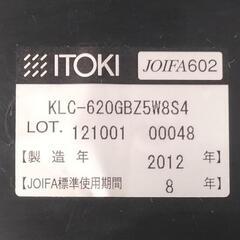 ITOKI JOIFA602
KLC-620GBZ5W8S4
LOT. 121001 00048
【製造年】 2012 年
【JOIFA標準使用期間】 8 年